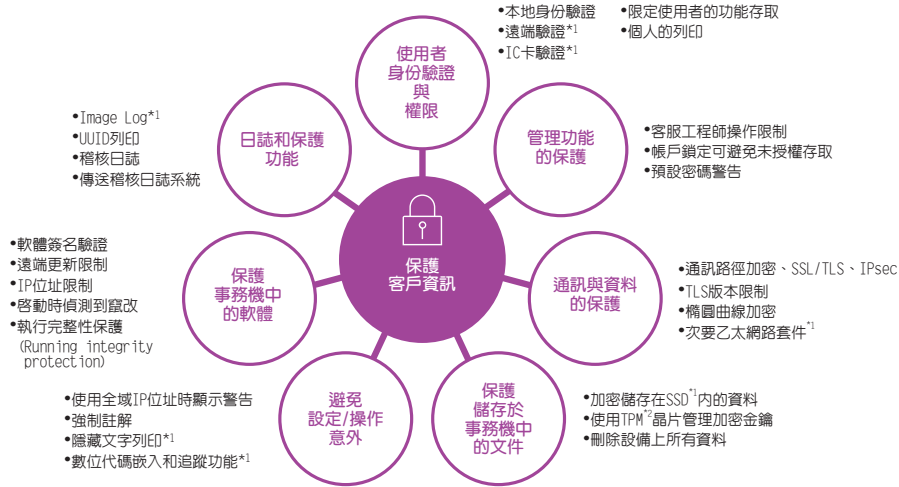 使用者
身份驗證
與
權限
•本地身份驗證
•遠端驗證*1
•IC卡驗證*1
•限定使用者的功能存取
•個人的列印
管理功能
的保護
•客服工程師操作限制
•帳戶鎖定可避免未授權存取
•預設密碼警告
通訊與資料
的保護
•通訊路徑加密、SSL/TLS、IPsec
•TLS版本限制
•橢圓曲線加密
•次要乙太網路套件*1
保護
儲存於
事務機中
的文件
•加密儲存在SSD*1內的資料
•使用TPM*2晶片管理加密金鑰
•刪除設備上所有資料
避免
設定/操作
意外
•使用全域IP位址時顯示警告
•強制註解
•隱藏文字列印*1
•數位代碼嵌入和追蹤功能*1
保護
事務機中
的軟體
•軟體簽名驗證
•遠端更新限制
•IP位址限制
•啓動時偵測到竄改
•執行完整性保護
(Running integrity
protection)
日誌和保護
功能
•Image Log*1
•UUID列印
•稽核日誌
•傳送稽核日誌系統
保護
客戶資訊